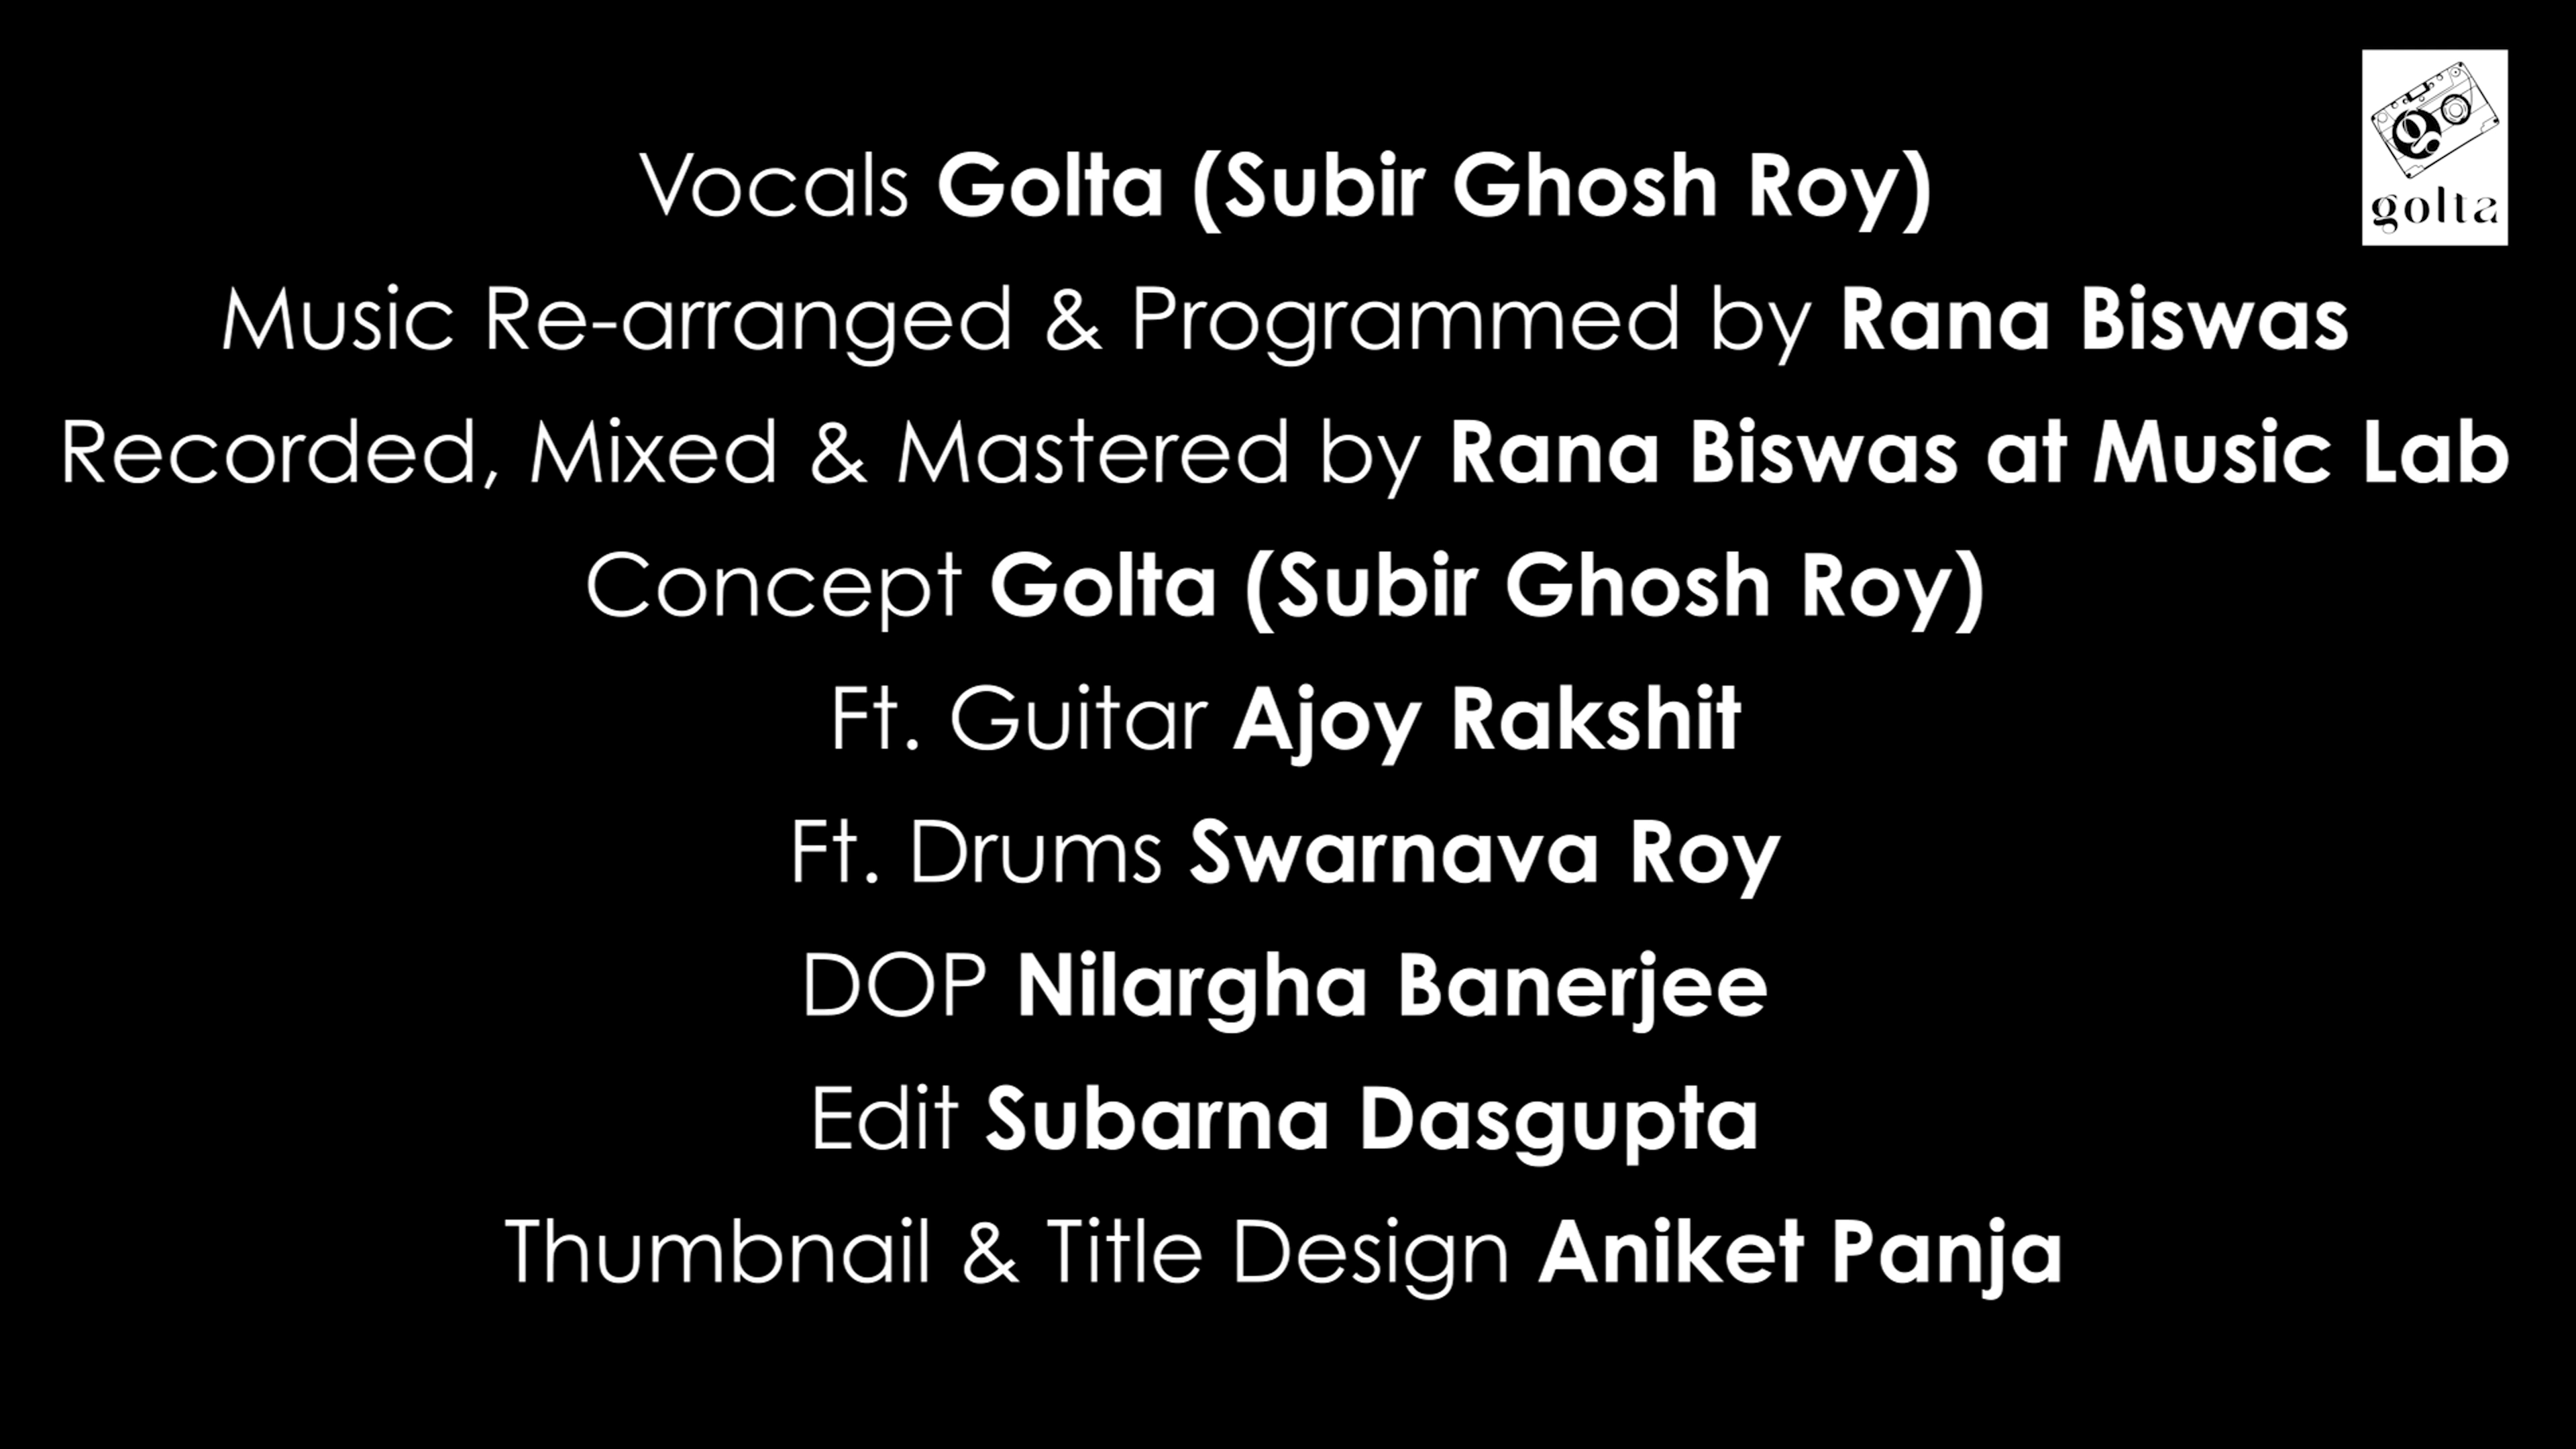 Vocals Golta (Subir Ghosh Roy)
Music Re-arranged & Programmed by Rana Biswas
Recorded, Mixed & Mastered by Rana Biswas at Music Lab
Concept Golta (Subir Ghosh Roy)
Ft. Guitar Ajoy Rakshit
Ft. Drums Swarnava Roy
DOP Nilargha Banerjee
Edit Subarna Dasgupta
Thumbnail & Title Design Aniket Panja
golta